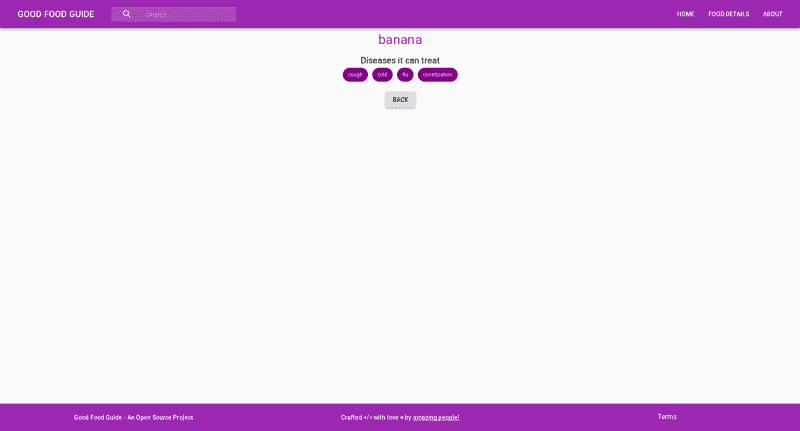 GOOD FOOD GUIDE
Search
HOME
FOOD DETAILS
ABOUT
banana
Diseases it can treat
cough
cold
flu
constipation
BACK
Good Food Guide - An Open Source Project
Crafted </> with love ♥ by amazing people!
Terms